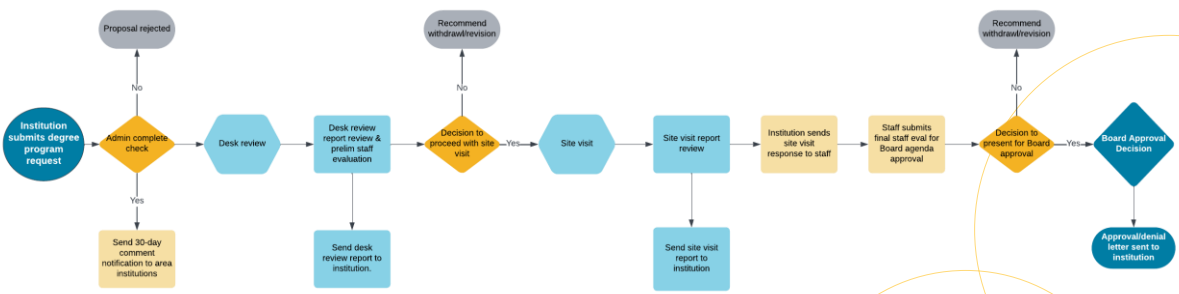 Proposal rejected
Recommend
withdrawl/revision
Recommend
withdrawl/revision
No
No
No
Institution
submits degree
program
request
Admin complete
check
Desk review
Desk review
report review &
prelim staff
evaluation
Decision to
proceed with site
visit
Yes
Site visit
Site visit report
review
Institution sends
site visit
response to staff
Staff submits
final staff eval for
Board agenda
approval
Decision to
present for Board
approval
Yes
Board Approval
Decision
Yes
Send 30-day
comment
notification to area
institutions
Send desk
review report to
institution.
Send site visit
report to
institution
Approval/denial
letter sent to
institution